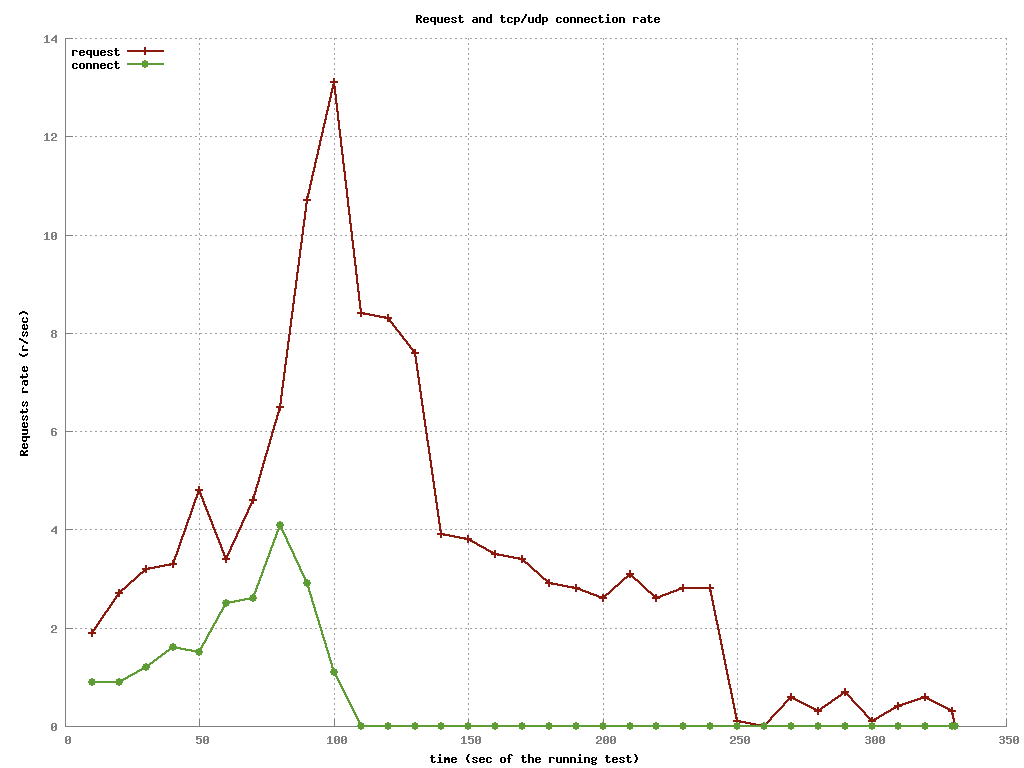 Request and tcp/udp connection rate
14
request
connect
12
10
8
6
4
2
0
Requests rate (r/sec)
0 50 100 150 200 250 300 350
time (sec of the running test)